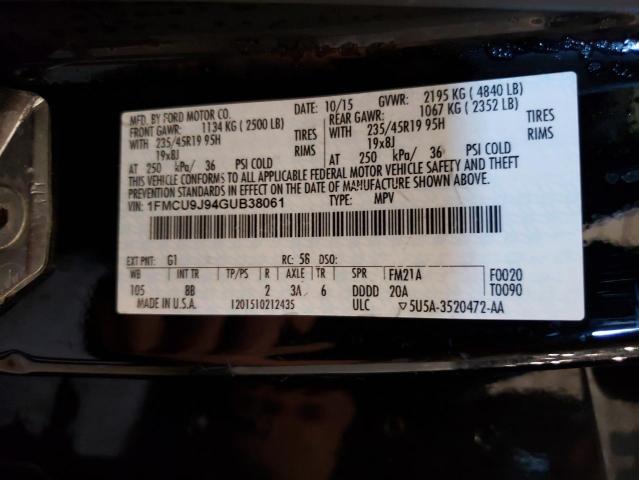 MFD. BY FORD MOTOR CO. 10/15 GVWR: 2195 KG ( 4840 LB)
FRONT GAWR: 1134 KG ( 2500 LB) REAR GAWR: 1067 KG ( 2352 LB)
WITH 235/45R19 95H TIRES WITH 235/45R19 95H TIRES
19x8J RIMS 19x8J RIMS
AT 250 kPa/ 36 PSI COLD AT 250 kPa/ 36 PSI COLD
THIS VEHICLE CONFORMS TO ALL APPLICABLE FEDERAL MOTOR VEHICLE SAFETY AND THEFT
PREVENTION STANDARDS IN EFFECT ON THE DATE OF MANUFACTURE SHOWN ABOVE.
VIN: 1FMCU9J94GUB38061 TYPE: MPV
EXT PNT: G1 RC: 56 DSO:
WB INT TR TP/PS R AXLE TR SPR FM21A F0020
105 8B 2 3A 6 DDDD 20A T0090
MADE IN U.S.A. 1201510212435 ULC ▽5U5A-3520472-AA